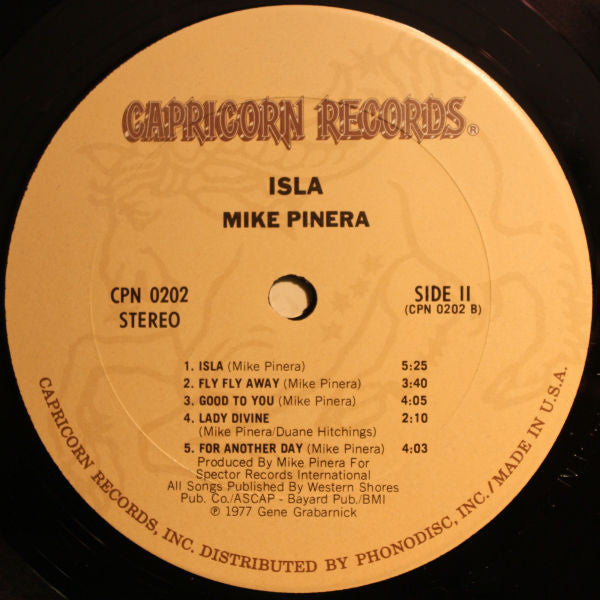 CAPRICORN RECORDS®
ISLA
MIKE PINERA
CPN 0202
STEREO
SIDE II
(CPN 0202 B)
1. ISLA (Mike Pinera) 5:25
2. FLY FLY AWAY (Mike Pinera) 3:40
3. GOOD TO YOU (Mike Pinera) 4:05
4. LADY DIVINE 2:10
(Mike Pinera/Duane Hitchings)
5. FOR ANOTHER DAY (Mike Pinera) 4:03
Produced By Mike Pinera For
Spector Records International
All Songs Published By Western Shores
Pub. Co./ASCAP - Bayard Pub./BMI
℗ 1977 Gene Grabarnick
CAPRICORN RECORDS, INC. DISTRIBUTED BY PHONODISC, INC./MADE IN U.S.A.